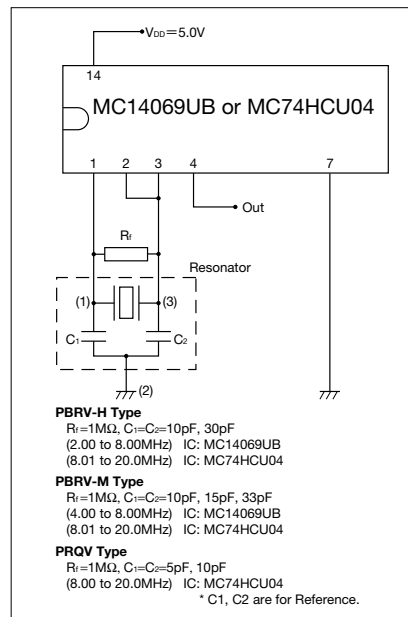 VDD=5.0V
14
MC14069UB or MC74HCU04
1 2 3 4 7
Out
Rf
Resonator
(1) (3)
C1 C2
(2)
PBRV-H Type
Rf=1MΩ, C1=C2=10pF, 30pF
(2.00 to 8.00MHz) IC: MC14069UB
(8.01 to 20.0MHz) IC: MC74HCU04
PBRV-M Type
Rf=1MΩ, C1=C2=10pF, 15pF, 33pF
(4.00 to 8.00MHz) IC: MC14069UB
(8.01 to 20.0MHz) IC: MC74HCU04
PRQV Type
Rf=1MΩ, C1=C2=5pF, 10pF
(8.00 to 20.0MHz) IC: MC74HCU04
* C1, C2 are for Reference.